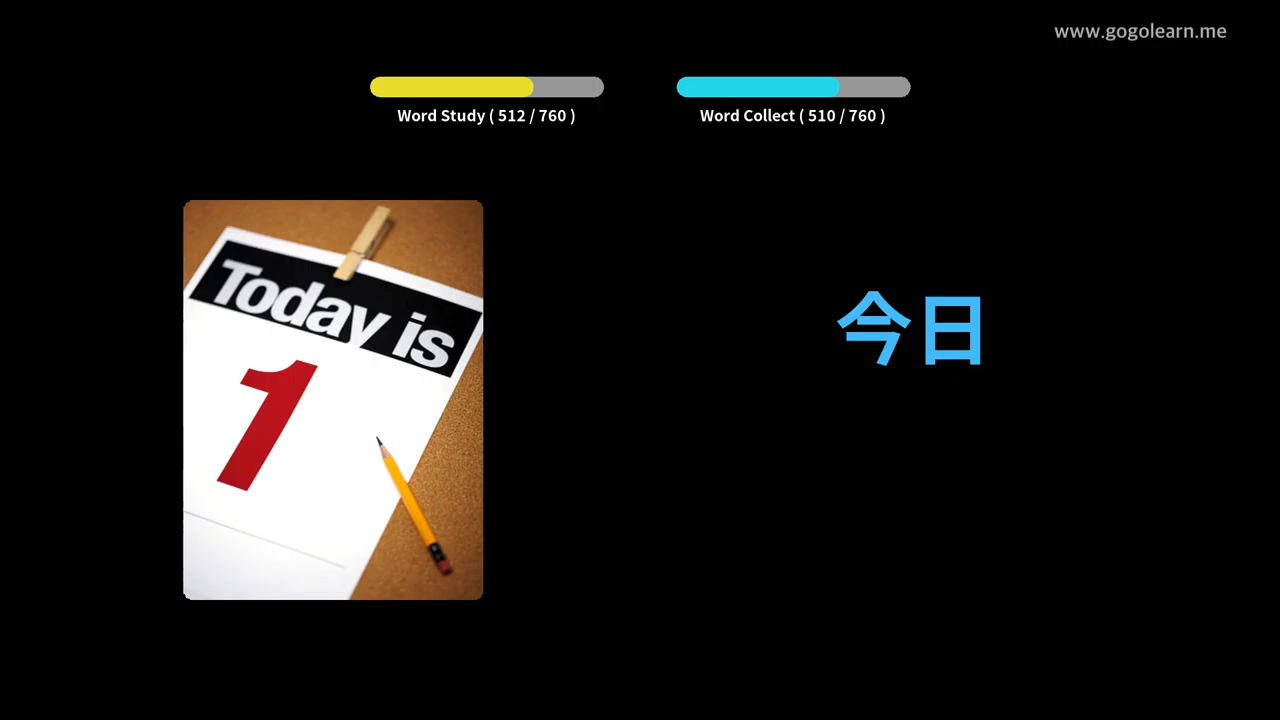 www.gogolearn.me
Word Study ( 512 / 760 )
Word Collect ( 510 / 760 )
Today is
1
今日